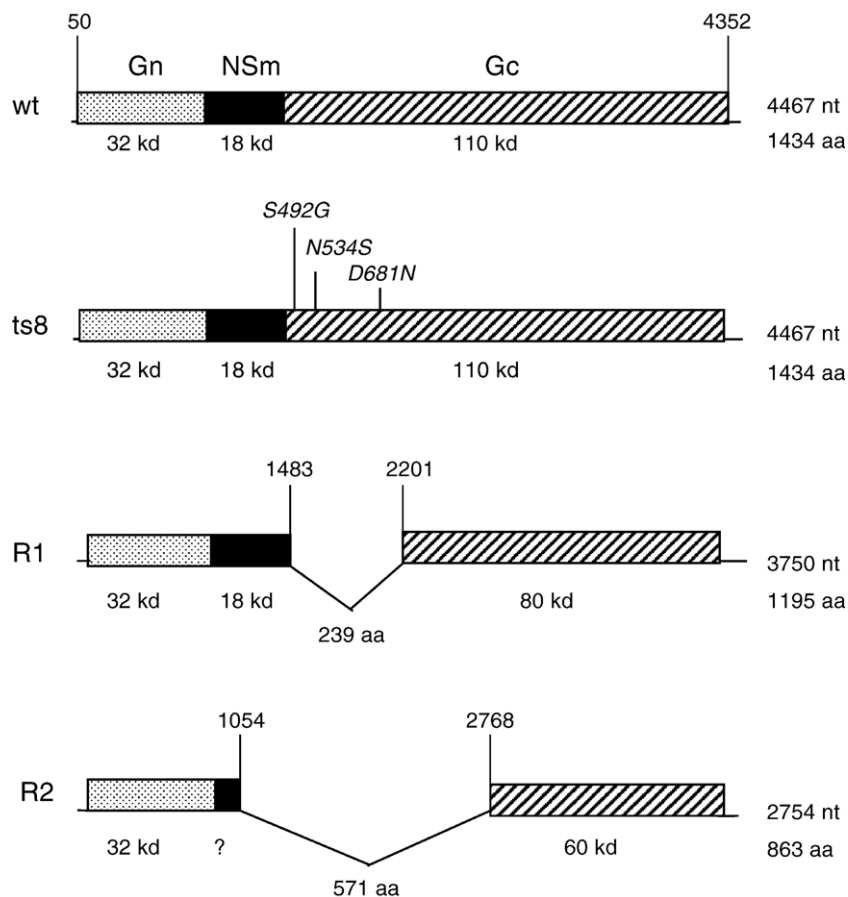 50 4352
Gn NSm Gc
wt 4467 nt
32 kd 18 kd 110 kd 1434 aa
S492G
N534S
D681N
ts8 4467 nt
32 kd 18 kd 110 kd 1434 aa
1483 2201
R1 3750 nt
32 kd 18 kd 80 kd 1195 aa
239 aa
1054 2768
R2 2754 nt
32 kd ? 60 kd 863 aa
571 aa